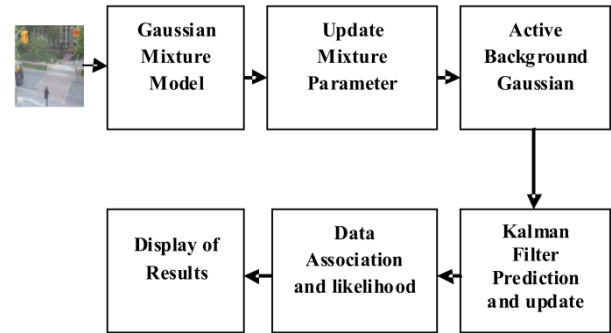 Gaussian
Mixture
Model
Update
Mixture
Parameter
Active
Background
Gaussian
Kalman
Filter
Prediction
and update
Data
Association
and likelihood
Display of
Results